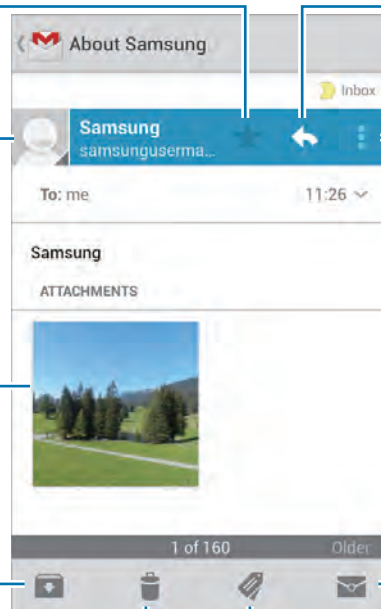 About Samsung
Inbox
Samsung
samsunguserma...
To: me
11:26
Samsung
ATTACHMENTS
1 of 160
Older